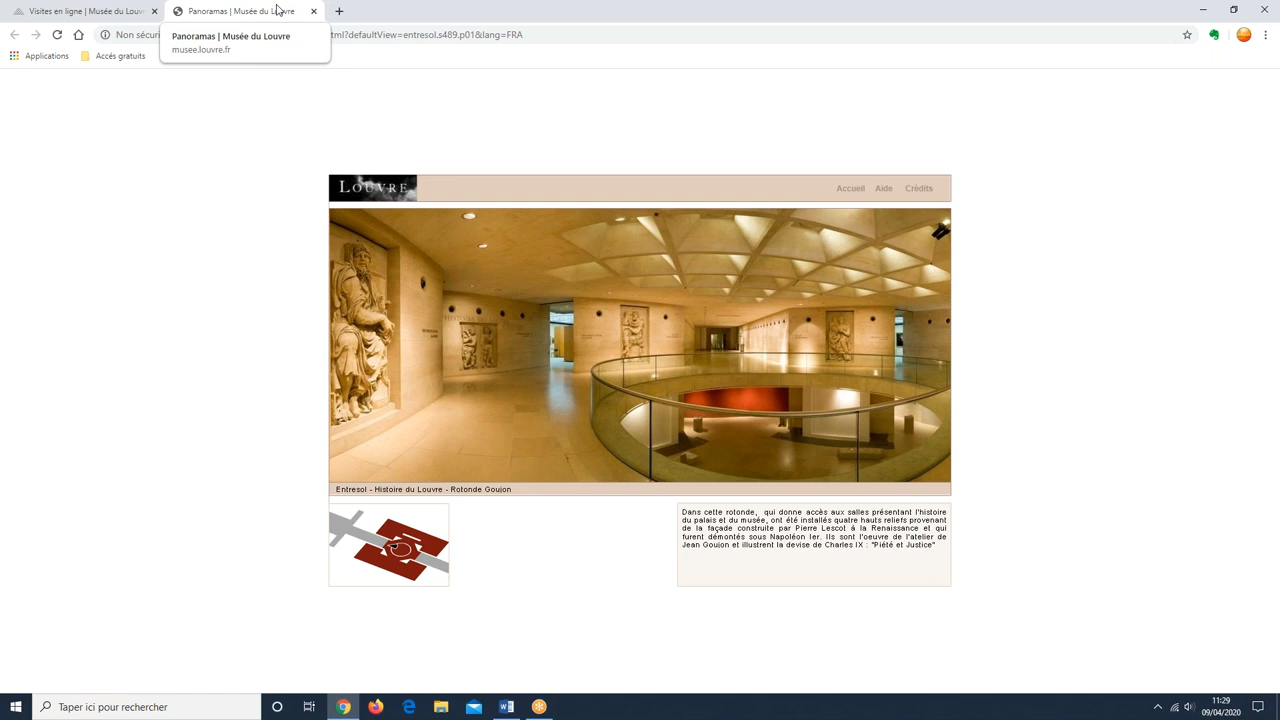 Visites en ligne | Musée du Louvr
Panoramas | Musée du Louvre
Non sécuri
tml?defaultView=entresol.s489.p01&lang=FRA
Panoramas | Musée du Louvre
musee.louvre.fr
Applications
Accés gratuits
LOUVRE
Accueil Aide Crédits
Entresol - Histoire du Louvre - Rotonde Goujon
Dans cette rotonde, qui donne accès aux salles présentant l'histoire
du palais et du musée, ont été installés quatre hauts reliefs provenant
de la façade construite par Pierre Lescot à la Renaissance et qui
furent démontés sous Napoléon Ier. Ils sont l'oeuvre de l'atelier de
Jean Goujon et illustrent la devise de Charles IX : "Piété et Justice"
Taper ici pour rechercher
11:29
09/04/2020